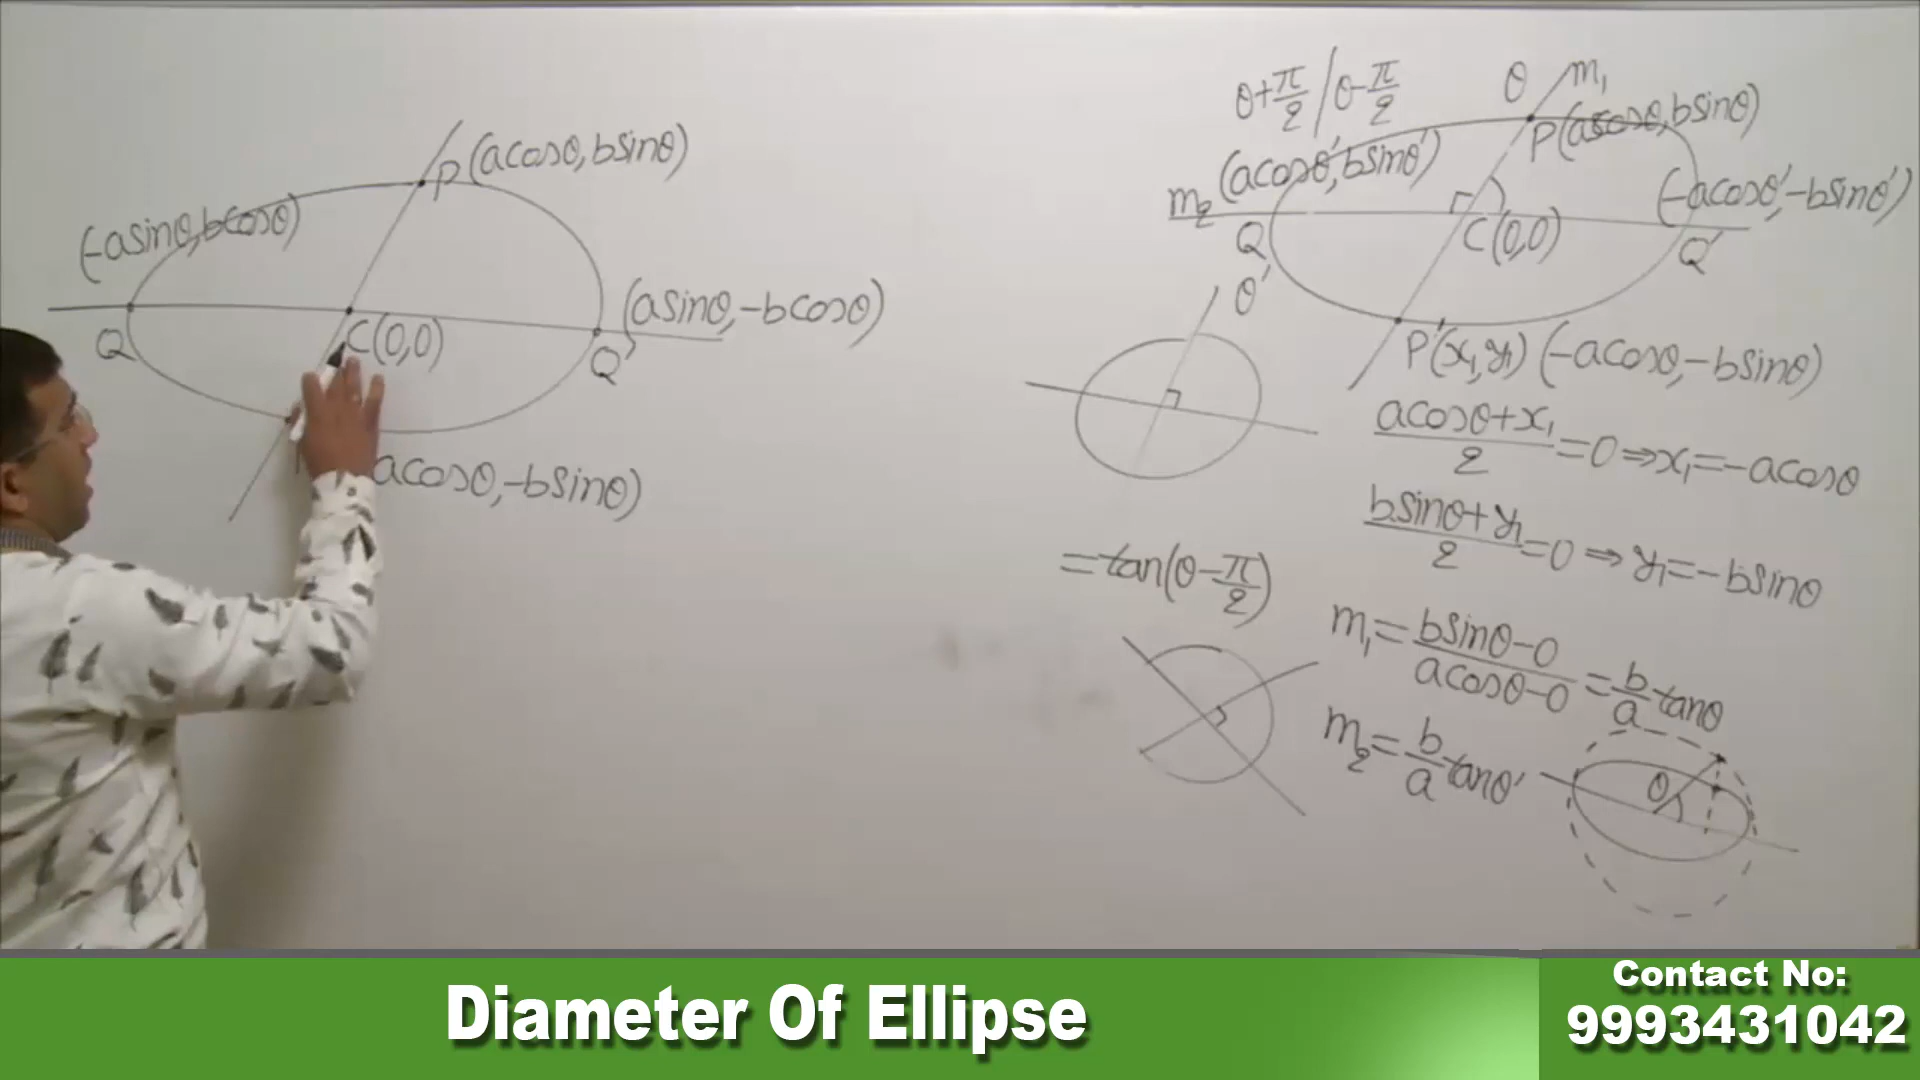 P(acosθ, bsinθ)
(-asinθ, bcosθ)
Q
C(0,0)
(asinθ, -bcosθ)
Q'
acosθ, -bsinθ)
θ+π/2 / θ-π/2
θ
m₁
P(acosθ, bsinθ)
m₂ (acosθ', bsinθ')
(-acosθ', -bsinθ')
Q
C(0,0)
Q'
θ'
P'(x₁, y₁) (-acosθ, -bsinθ)
(acosθ+x₁)/2 = 0 ⇒ x₁ = -acosθ
(bsinθ+y₁)/2 = 0 ⇒ y₁ = -bsinθ
= tan(θ-π/2)
m₁ = (bsinθ-0)/(acosθ-0) = b/a tanθ
m₂ = b/a tanθ'
θ
Diameter Of Ellipse
Contact No:
9993431042